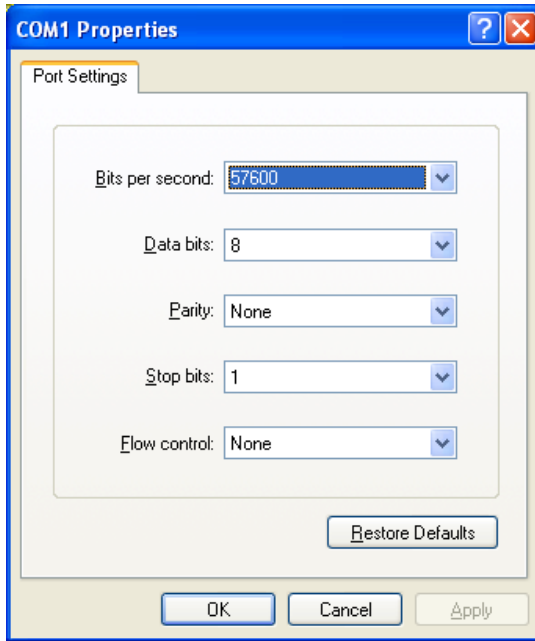 COM1 Properties
Port Settings
Bits per second: 57600
Data bits: 8
Parity: None
Stop bits: 1
Flow control: None
Restore Defaults
OK Cancel Apply